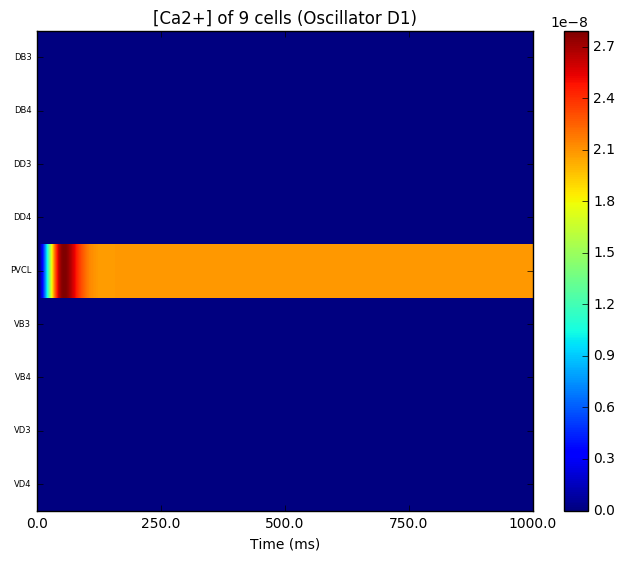 [Ca2+] of 9 cells (Oscillator D1)
1e−8
DB3
DB4
DD3
DD4
PVCL
VB3
VB4
VD3
VD4
0.0 250.0 500.0 750.0 1000.0
Time (ms)
2.7
2.4
2.1
1.8
1.5
1.2
0.9
0.6
0.3
0.0